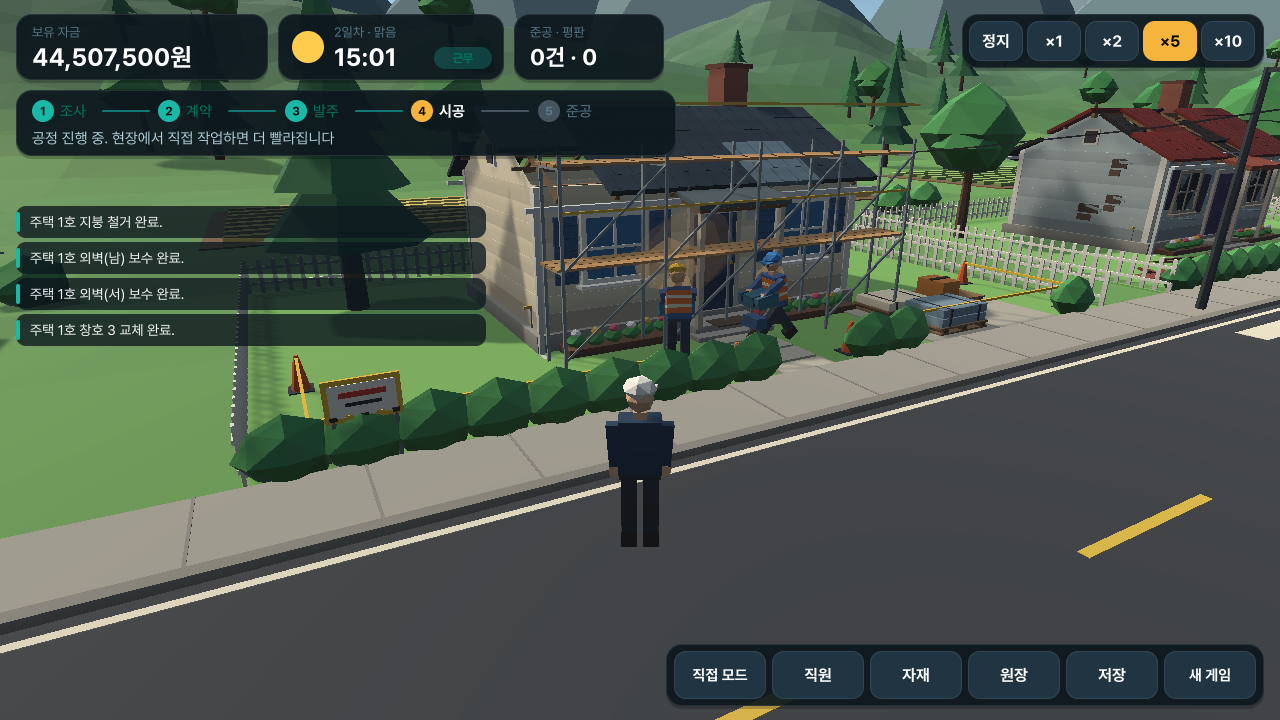 보유 자금
44,507,500원
2일차 · 맑음
15:01
근무
준공 · 평판
0건 · 0
정지
×1
×2
×5
×10
1 조사
2 계약
3 발주
4 시공
5 준공
공정 진행 중. 현장에서 직접 작업하면 더 빨라집니다
주택 1호 지붕 철거 완료.
주택 1호 외벽(남) 보수 완료.
주택 1호 외벽(서) 보수 완료.
주택 1호 창호 3 교체 완료.
직접 모드
직원
자재
원장
저장
새 게임